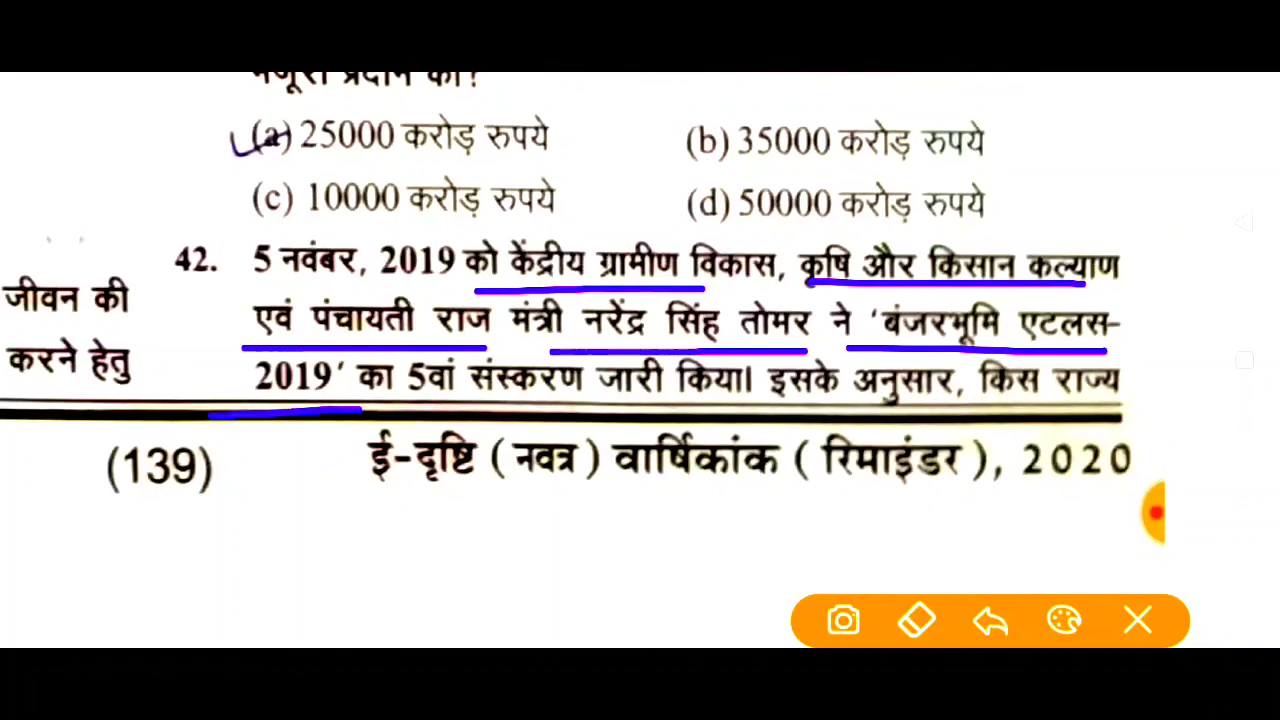 मंजूरी प्रदान की?
(a) 25000 करोड़ रुपये
(b) 35000 करोड़ रुपये
(c) 10000 करोड़ रुपये
(d) 50000 करोड़ रुपये
42. 5 नवंबर, 2019 को केंद्रीय ग्रामीण विकास, कृषि और किसान कल्याण
एवं पंचायती राज मंत्री नरेंद्र सिंह तोमर ने ‘बंजरभूमि एटलस-
2019’ का 5वां संस्करण जारी किया। इसके अनुसार, किस राज्य
जीवन की
करने हेतु
(139)
ई-दृष्टि (नवत्र) वार्षिकांक (रिमाइंडर), 2020